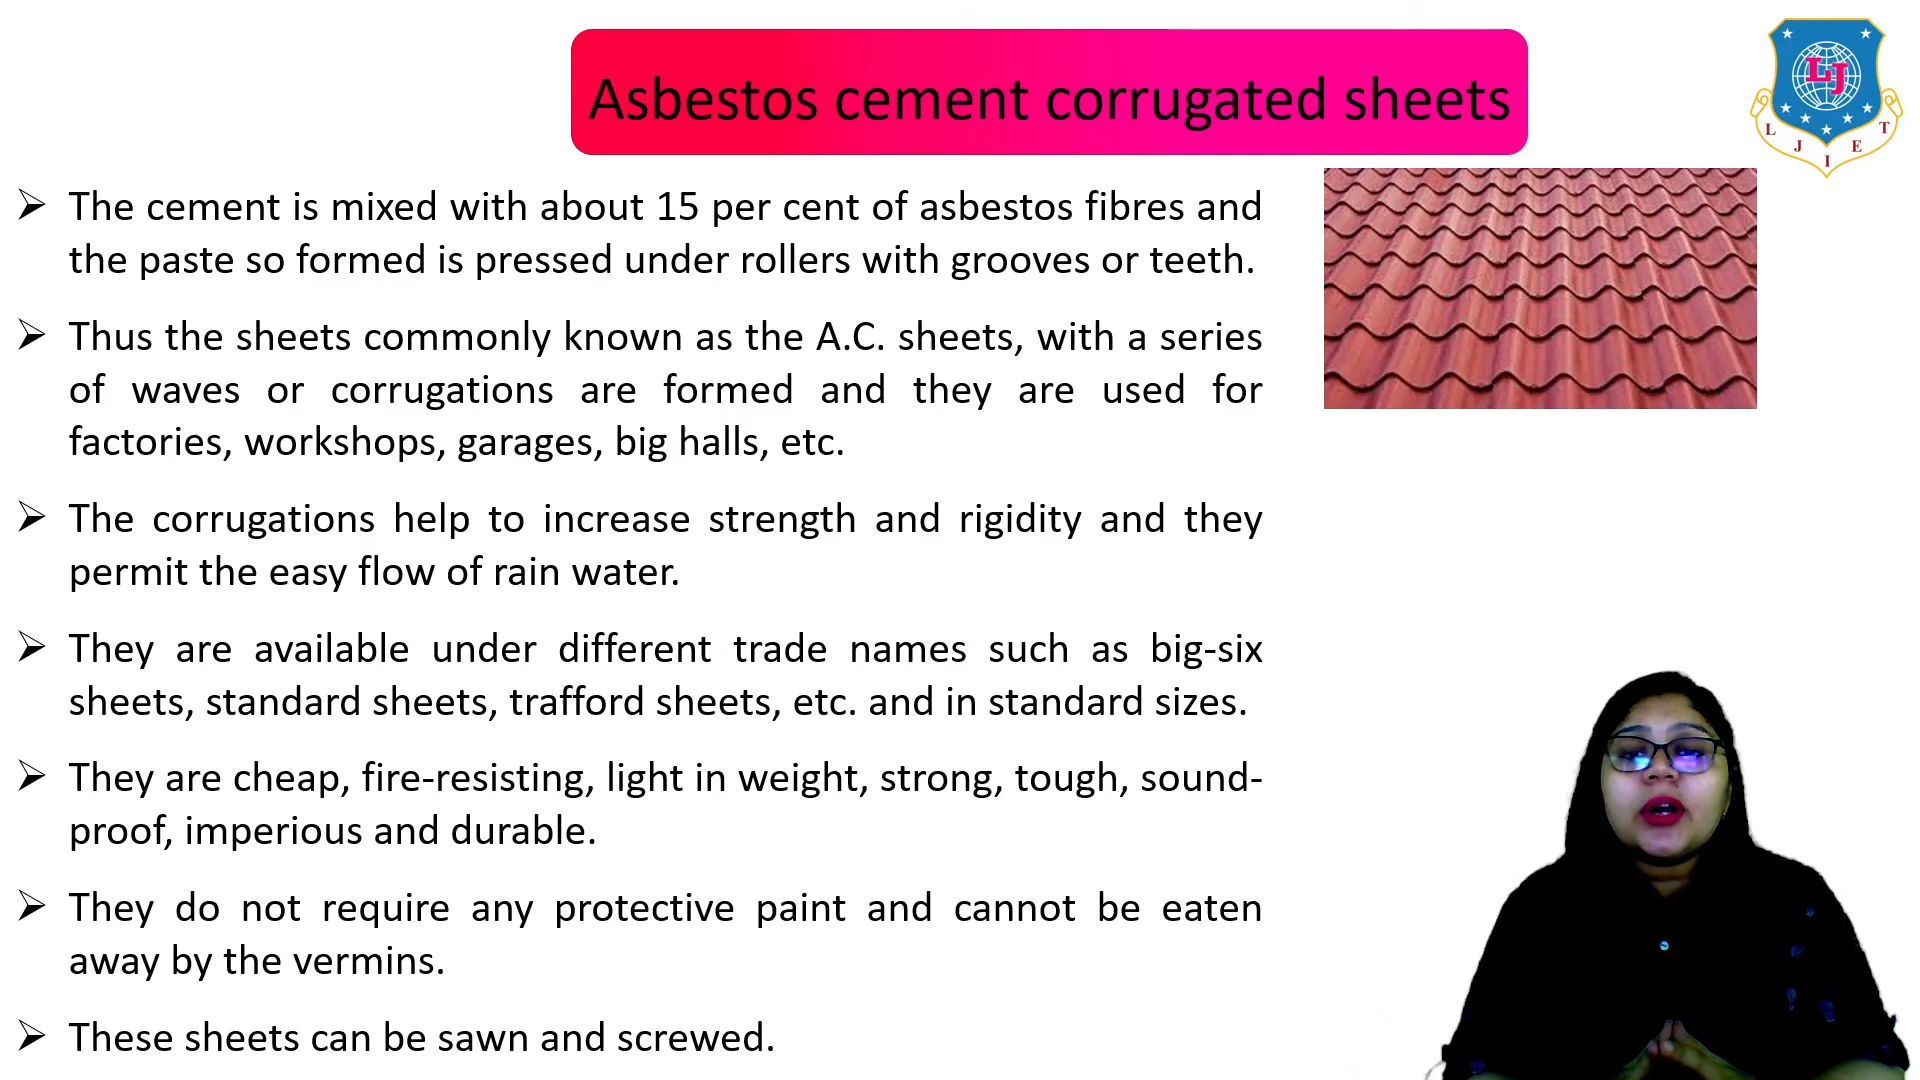 Asbestos cement corrugated sheets
LJ
L J I E T
➢ The cement is mixed with about 15 per cent of asbestos fibres and
the paste so formed is pressed under rollers with grooves or teeth.
➢ Thus the sheets commonly known as the A.C. sheets, with a series
of waves or corrugations are formed and they are used for
factories, workshops, garages, big halls, etc.
➢ The corrugations help to increase strength and rigidity and they
permit the easy flow of rain water.
➢ They are available under different trade names such as big-six
sheets, standard sheets, trafford sheets, etc. and in standard sizes.
➢ They are cheap, fire-resisting, light in weight, strong, tough, sound-
proof, imperious and durable.
➢ They do not require any protective paint and cannot be eaten
away by the vermins.
➢ These sheets can be sawn and screwed.